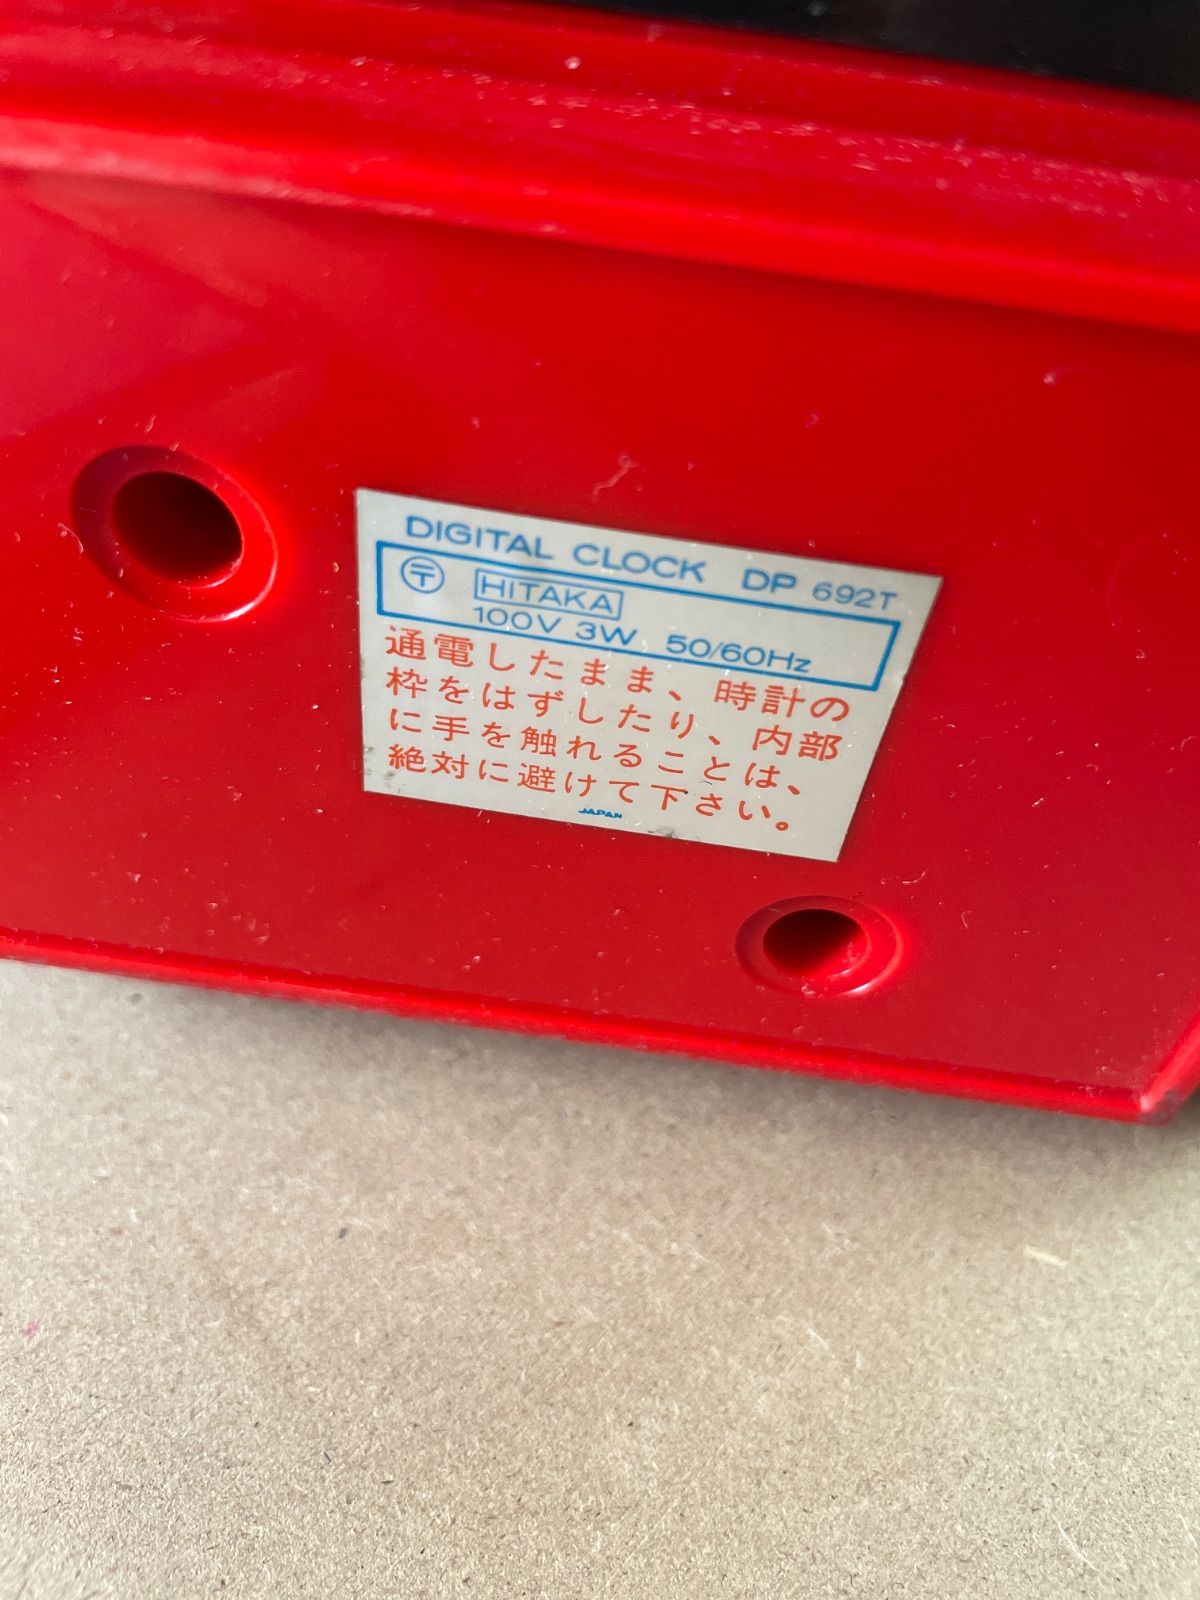 DIGITAL CLOCK DP 692T
〒 HITAKA
100V 3W 50/60Hz
通電したまま、時計の
枠をはずしたり、内部
に手を触れることは、
絶対に避けて下さい。
JAPAN